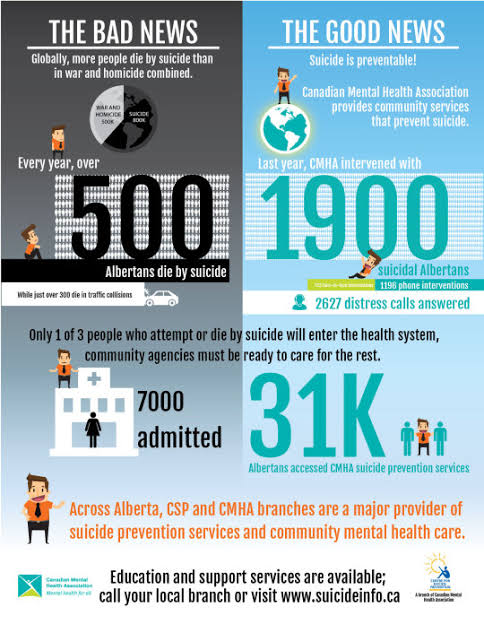 THE BAD NEWS
Globally, more people die by suicide than
in war and homicide combined.
WAR AND
HOMICIDE
500K
SUICIDE
800K
Every year, over
500
Albertans die by suicide
While just over 300 die in traffic collisions
THE GOOD NEWS
Suicide is preventable!
Canadian Mental Health Association
provides community services
that prevent suicide.
Last year, CMHA intervened with
1900
suicidal Albertans
1196 phone interventions
2627 distress calls answered
Only 1 of 3 people who attempt or die by suicide will enter the health system,
community agencies must be ready to care for the rest.
7000
admitted
31K
Albertans accessed CMHA suicide prevention services
Across Alberta, CSP and CMHA branches are a major provider of
suicide prevention services and community mental health care.
Canadian Mental
Health Association
Mental health for all
Education and support services are available;
call your local branch or visit www.suicideinfo.ca
CENTRE FOR
SUICIDE
PREVENTION
A branch of Canadian Mental
Health Association